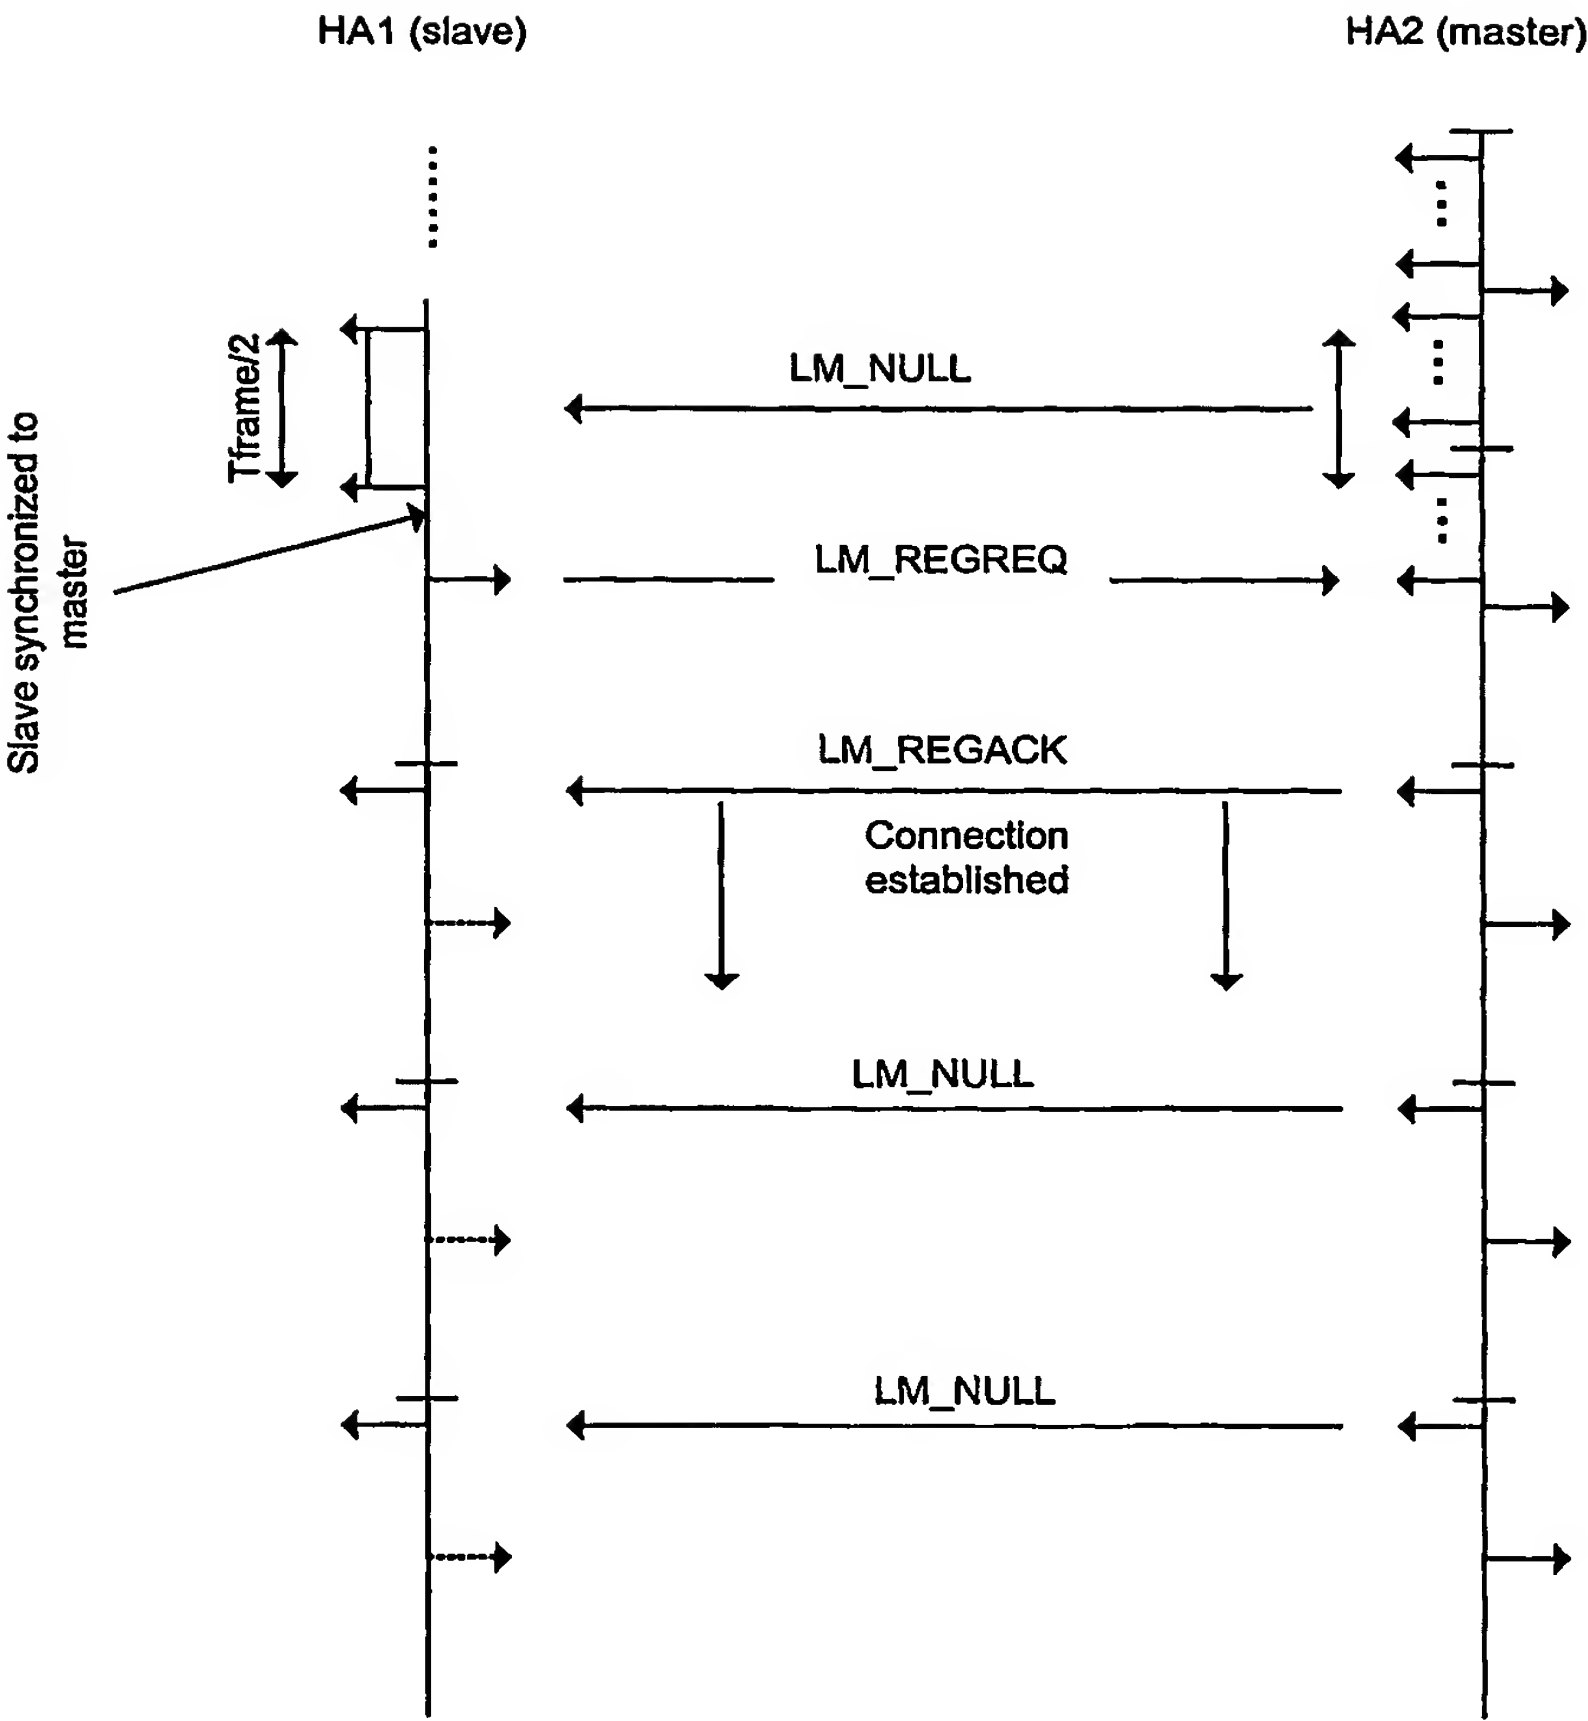 HA1 (slave)
HA2 (master)
Tframe/2
LM_NULL
Slave synchronized to
master
LM_REGREQ
LM_REGACK
Connection
established
LM_NULL
LM_NULL